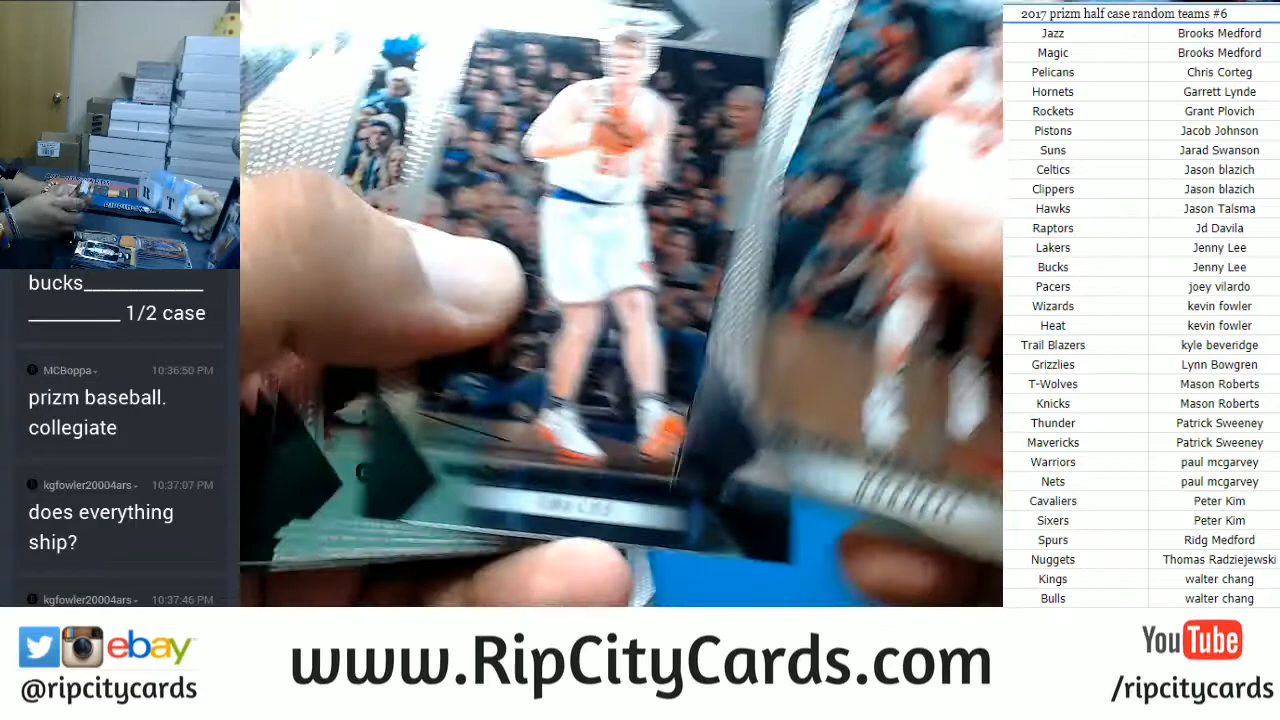 bucks____________
_________ 1/2 case
MCBoppa 10:36:50 PM
prizm baseball.
collegiate
kgfowler20004ars 10:37:07 PM
does everything
ship?
kgfowler20004ars 10:37:46 PM
2017 prizm half case random teams #6
Jazz Brooks Medford
Magic Brooks Medford
Pelicans Chris Corteg
Hornets Garrett Lynde
Rockets Grant Plovich
Pistons Jacob Johnson
Suns Jarad Swanson
Celtics Jason blazich
Clippers Jason blazich
Hawks Jason Talsma
Raptors Jd Davila
Lakers Jenny Lee
Bucks Jenny Lee
Pacers joey vilardo
Wizards kevin fowler
Heat kevin fowler
Trail Blazers kyle beveridge
Grizzlies Lynn Bowgren
T-Wolves Mason Roberts
Knicks Mason Roberts
Thunder Patrick Sweeney
Mavericks Patrick Sweeney
Warriors paul mcgarvey
Nets paul mcgarvey
Cavaliers Peter Kim
Sixers Peter Kim
Spurs Ridg Medford
Nuggets Thomas Radziejewski
Kings walter chang
Bulls walter chang
ebay
@ripcitycards
www.RipCityCards.com
YouTube
/ripcitycards